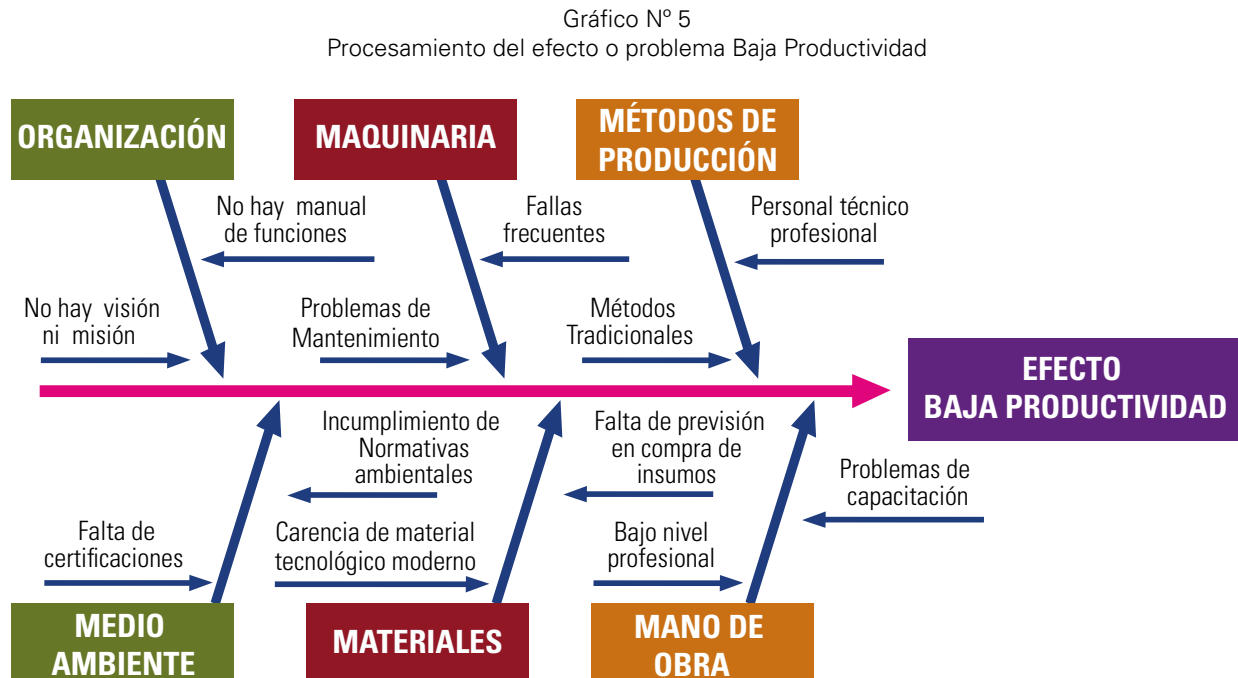 Gráfico Nº 5
Procesamiento del efecto o problema Baja Productividad
ORGANIZACIÓN
MAQUINARIA
MÉTODOS DE
PRODUCCIÓN
No hay manual
de funciones
Fallas
frecuentes
Personal técnico
profesional
No hay visión
ni misión
Problemas de
Mantenimiento
Métodos
Tradicionales
EFECTO
BAJA PRODUCTIVIDAD
Incumplimiento de
Normativas
ambientales
Falta de previsión
en compra de
insumos
Problemas de
capacitación
Falta de
certificaciones
Carencia de material
tecnológico moderno
Bajo nivel
profesional
MEDIO
AMBIENTE
MATERIALES
MANO DE
OBRA